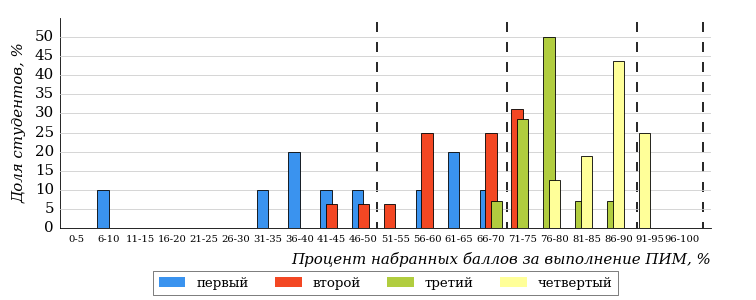 Доля студентов, %
50
45
40
35
30
25
20
15
10
5
0
0-5 6-10 11-15 16-20 21-25 26-30 31-35 36-40 41-45 46-50 51-55 56-60 61-65 66-70 71-75 76-80 81-85 86-90 91-95 96-100
Процент набранных баллов за выполнение ПИМ, %
первый второй третий четвертый